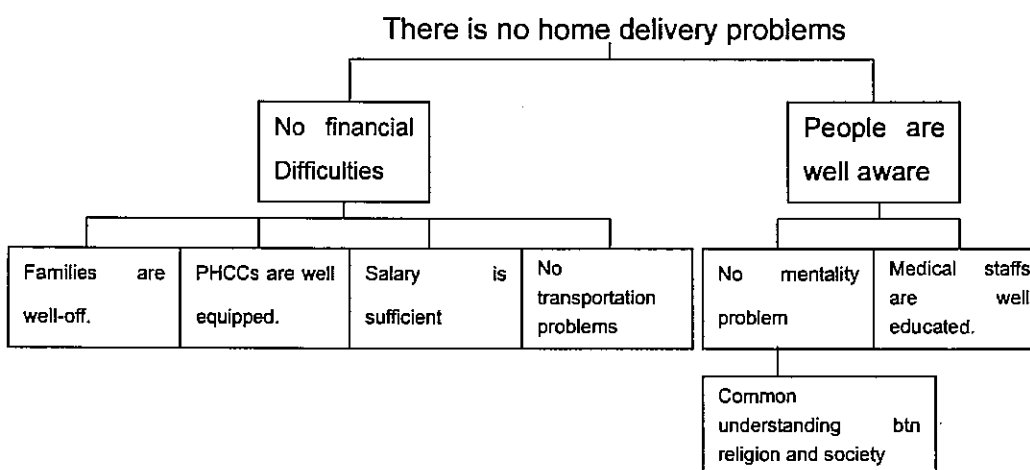 There is no home delivery problems
No financial
Difficulties
People are
well aware
Families are
well-off.
PHCCs are well
equipped.
Salary is
sufficient
No
transportation
problems
No mentality
problem
Medical staffs
are well
educated.
Common
understanding btn
religion and society